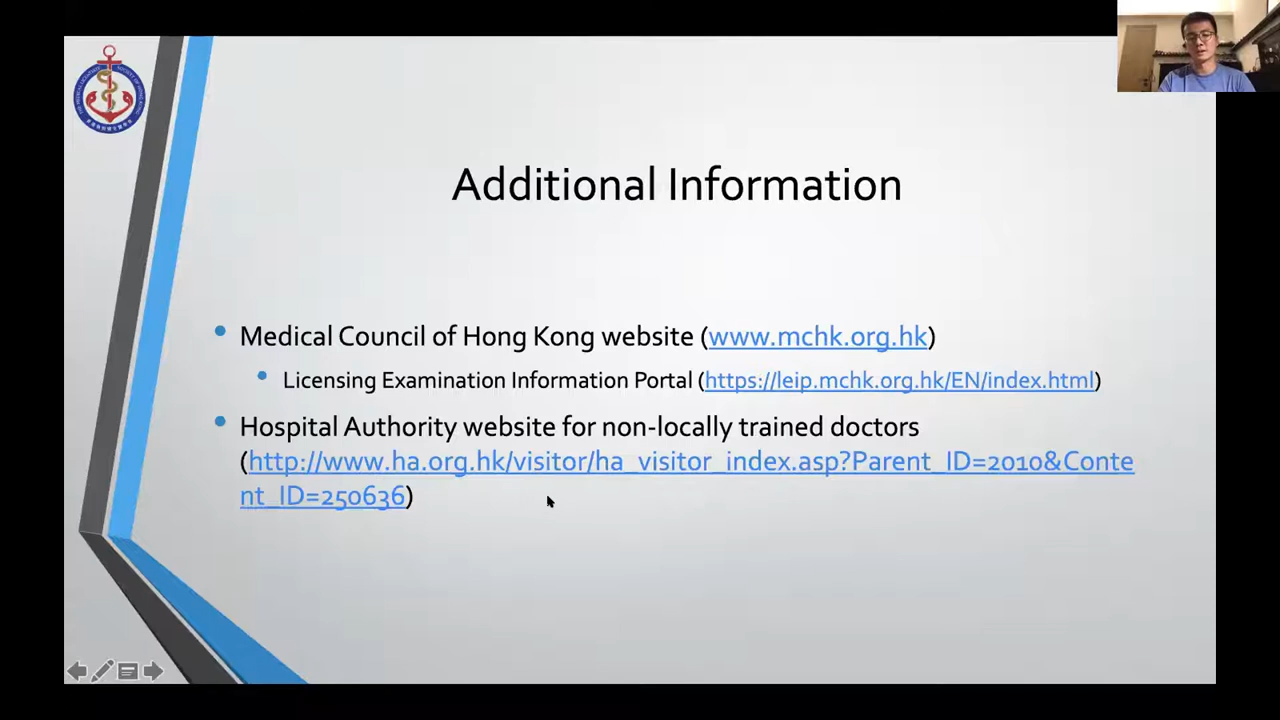 Additional Information
Medical Council of Hong Kong website (www.mchk.org.hk)
Licensing Examination Information Portal (https://leip.mchk.org.hk/EN/index.html)
Hospital Authority website for non-locally trained doctors
(http://www.ha.org.hk/visitor/ha_visitor_index.asp?Parent_ID=2010&Conte
nt_ID=250636)